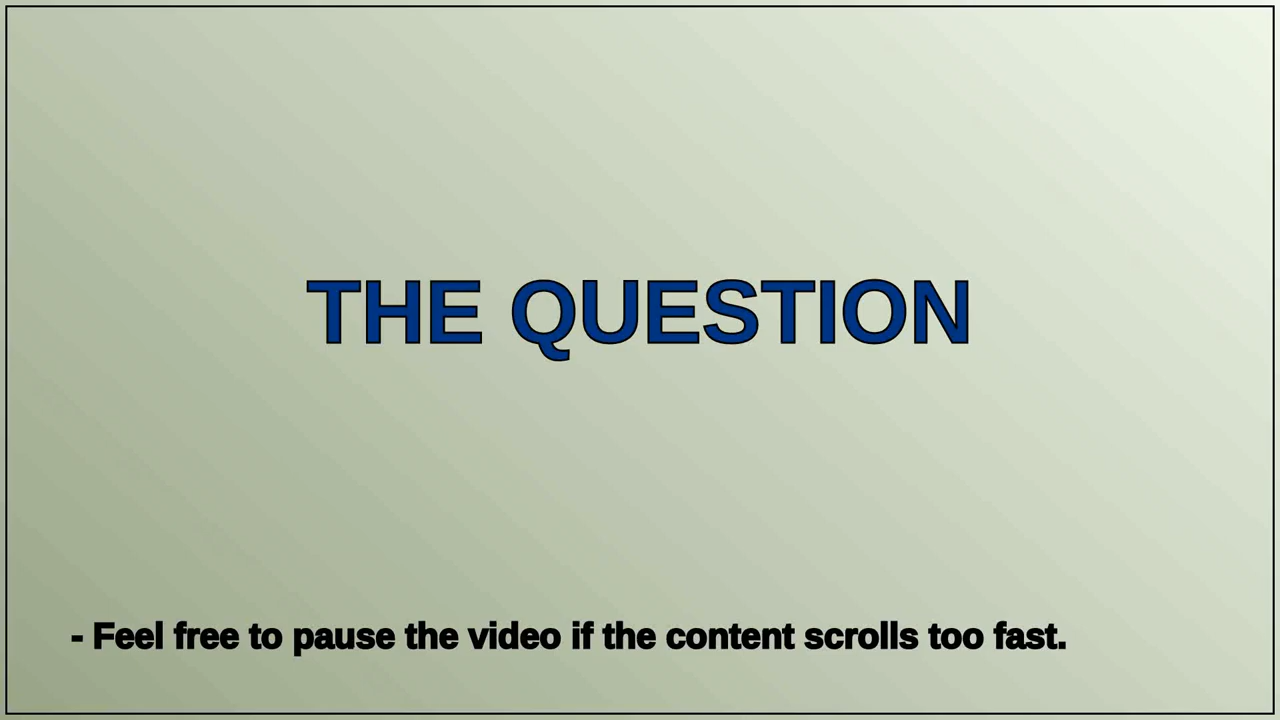 THE QUESTION
- Feel free to pause the video if the content scrolls too fast.